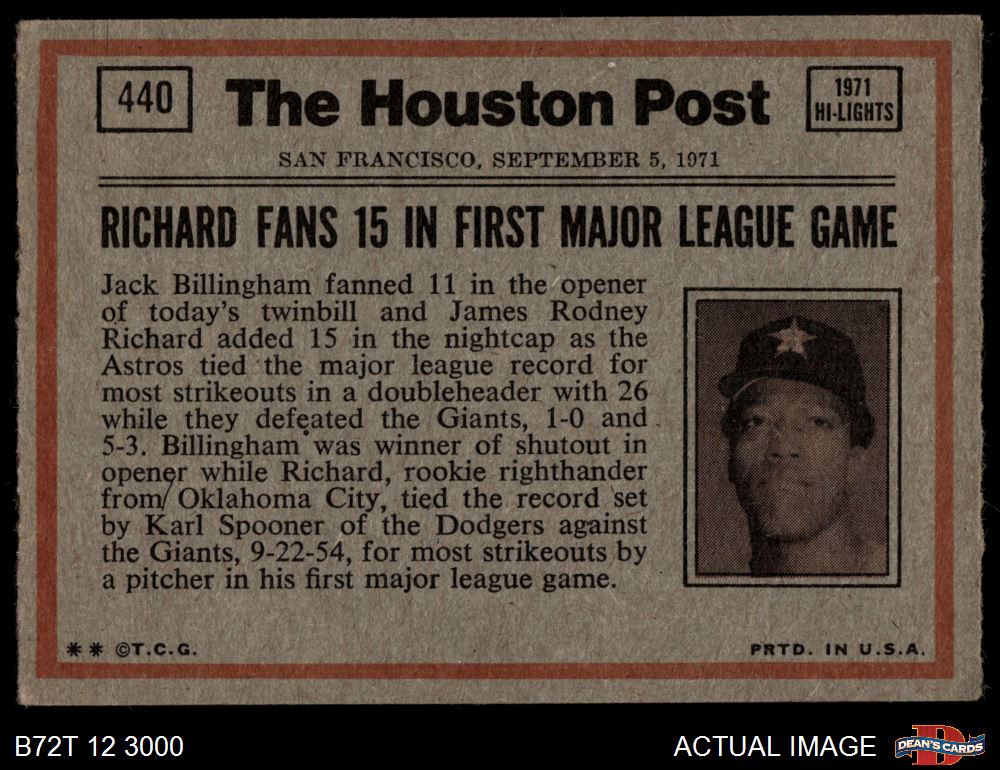 440
The Houston Post
1971
HI-LIGHTS
SAN FRANCISCO, SEPTEMBER 5, 1971
RICHARD FANS 15 IN FIRST MAJOR LEAGUE GAME
Jack Billingham fanned 11 in the opener
of today's twinbill and James Rodney
Richard added 15 in the nightcap as the
Astros tied the major league record for
most strikeouts in a doubleheader with 26
while they defeated the Giants, 1-0 and
5-3. Billingham was winner of shutout in
opener while Richard, rookie righthander
from Oklahoma City, tied the record set
by Karl Spooner of the Dodgers against
the Giants, 9-22-54, for most strikeouts by
a pitcher in his first major league game.
** ©T.C.G.
PRTD. IN U.S.A.
B72T 12 3000
ACTUAL IMAGE
D
DEAN'S CARDS